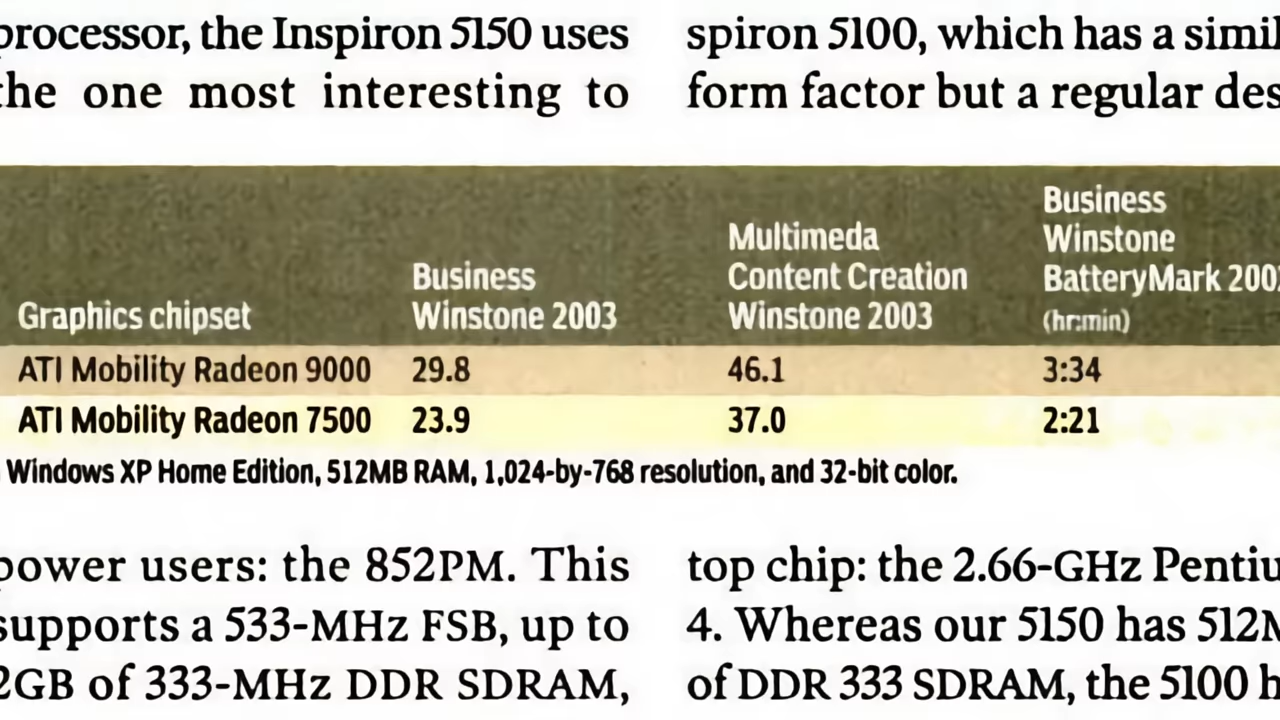 processor, the Inspiron 5150 uses
the one most interesting to
spiron 5100, which has a simil
form factor but a regular des
Graphics chipset
Business
Winstone 2003
Multimeda
Content Creation
Winstone 2003
Business
Winstone
BatteryMark 2002
(hr:min)
ATI Mobility Radeon 9000 29.8 46.1 3:34
ATI Mobility Radeon 7500 23.9 37.0 2:21
Windows XP Home Edition, 512MB RAM, 1,024-by-768 resolution, and 32-bit color.
power users: the 852PM. This
supports a 533-MHz FSB, up to
2GB of 333-MHz DDR SDRAM,
top chip: the 2.66-GHz Pentiu
4. Whereas our 5150 has 512M
of DDR 333 SDRAM, the 5100 h